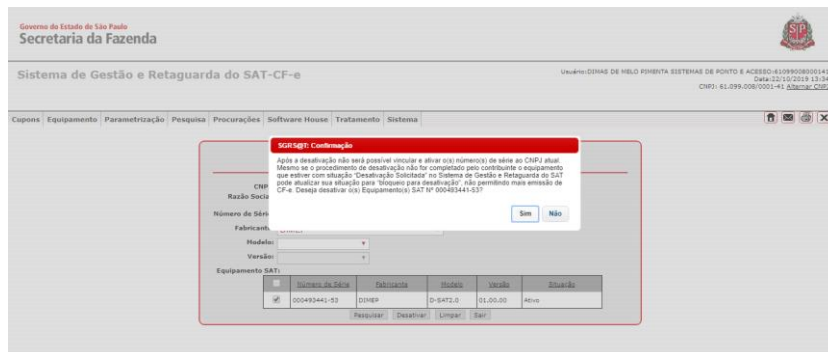 Governo do Estado de São Paulo
Secretaria da Fazenda
Sistema de Gestão e Retaguarda do SAT-CF-e
Usuário:DIMAS DE MELO PIMENTA SISTEMAS DE PONTO E ACESSO:61099008000141
Data:22/10/2019 13:34
CNPJ: 61.099.008/0001-41 Alternar CNPJ
Cupons Equipamento Parametrização Pesquisa Procurações Software House Tratamento Sistema
SGRS@T: Confirmação
Após a desativação não será possível vincular e ativar o(s) número(s) de série ao CNPJ atual.
Mesmo se o procedimento de desativação não for completado pelo contribuinte o equipamento
que estiver com situação "Desativação Solicitada" no Sistema de Gestão e Retaguarda do SAT
pode atualizar sua situação para "bloqueio para desativação", não permitindo mais emissão de
CF-e. Deseja desativar o(s) Equipamento(s) SAT Nº 000493441-53?
Sim Não
CNP
Razão Socia
Número de Séri
Fabricant
Modelo:
Versão:
Equipamento SAT:
Número de Série Fabricante Modelo Versão Situação
000493441-53 DIMEP D-SAT2.0 01.00.00 Ativo
Pesquisar Desativar Limpar Sair